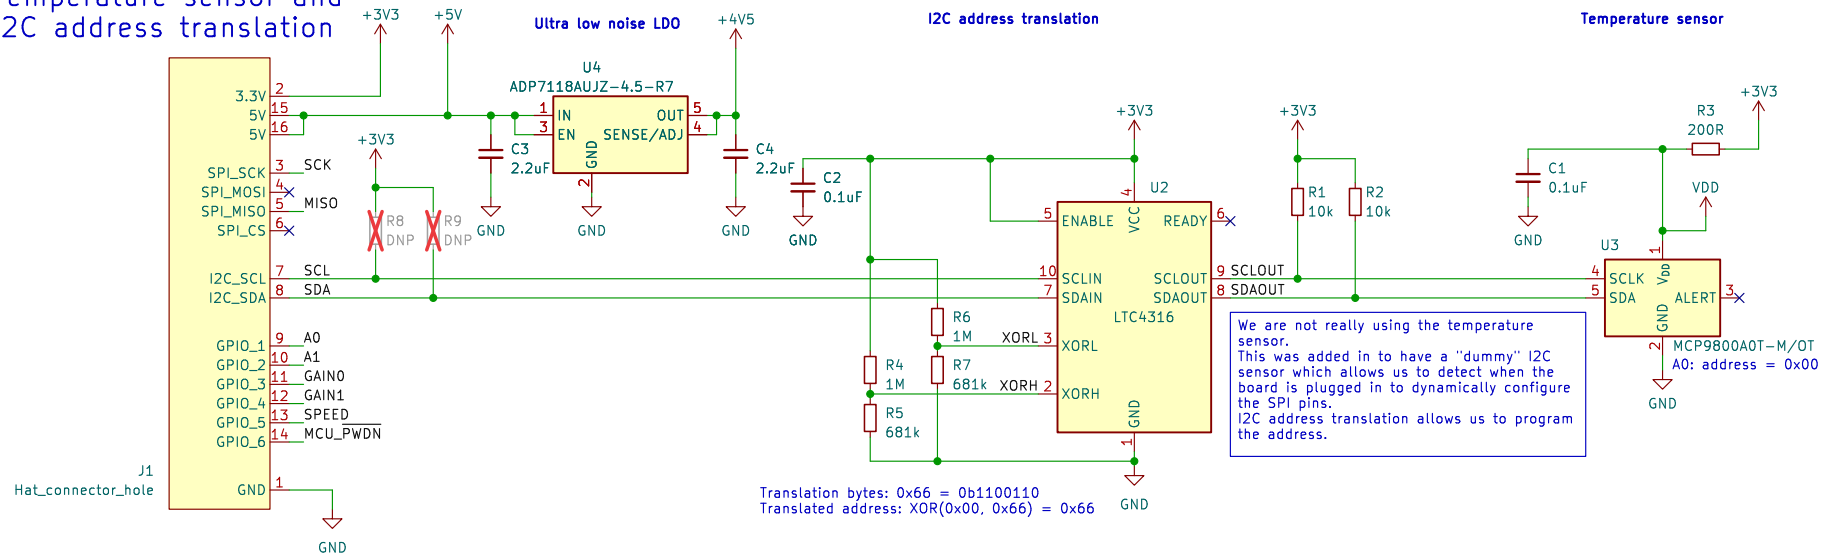 emperature sensor and
2C address translation
+3V3
+5V
Ultra low noise LDO
+4V5
I2C address translation
Temperature sensor
U4
ADP7118AUJZ-4.5-R7
1 IN
3 EN
OUT 5
SENSE/ADJ 4
GND
2
C3
2.2uF
GND
GND
C4
2.2uF
GND
3.3V 2
5V 15
5V 16
SPI_SCK 3 SCK
SPI_MOSI 4
SPI_MISO 5 MISO
SPI_CS 6
I2C_SCL 7 SCL
I2C_SDA 8 SDA
GPIO_1 9 A0
GPIO_2 10 A1
GPIO_3 11 GAIN0
GPIO_4 12 GAIN1
GPIO_5 13 SPEED
GPIO_6 14 MCU_PWDN
GND 1
J1
Hat_connector_hole
GND
+3V3
R8
DNP
R9
DNP
C2
0.1uF
GND
+3V3
U2
4
VCC
5 ENABLE
READY 6
10 SCLIN
7 SDAIN
SCLOUT 9 SCLOUT
SDAOUT 8 SDAOUT
LTC4316
XORL 3 XORL
XORH 2 XORH
GND
1
GND
R6
1M
R7
681k
R4
1M
R5
681k
Translation bytes: 0x66 = 0b1100110
Translated address: XOR(0x00, 0x66) = 0x66
+3V3
R1
10k
R2
10k
We are not really using the temperature
sensor.
This was added in to have a "dummy" I2C
sensor which allows us to detect when the
board is plugged in to dynamically configure
the SPI pins.
I2C address translation allows us to program
the address.
+3V3
R3
200R
C1
0.1uF
GND
VDD
U3
1
VDD
4 SCLK
5 SDA
ALERT 3
GND
2
MCP9800A0T-M/OT
A0: address = 0x00
GND